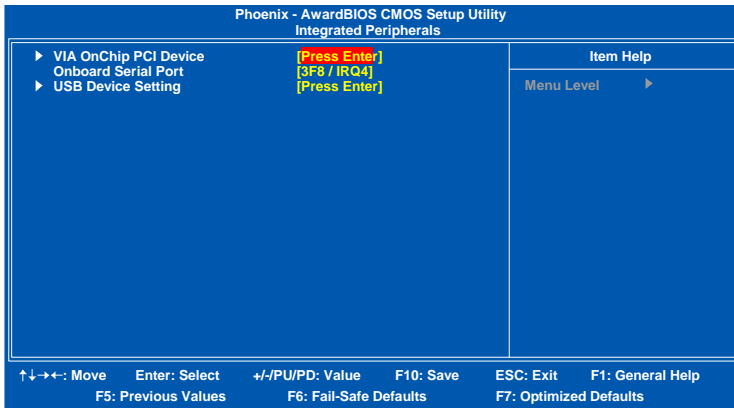 Phoenix - AwardBIOS CMOS Setup Utility
Integrated Peripherals
VIA OnChip PCI Device [Press Enter]
Onboard Serial Port [3F8 / IRQ4]
USB Device Setting [Press Enter]
Item Help
Menu Level
↑↓→←: Move Enter: Select +/-/PU/PD: Value F10: Save ESC: Exit F1: General Help
F5: Previous Values F6: Fail-Safe Defaults F7: Optimized Defaults